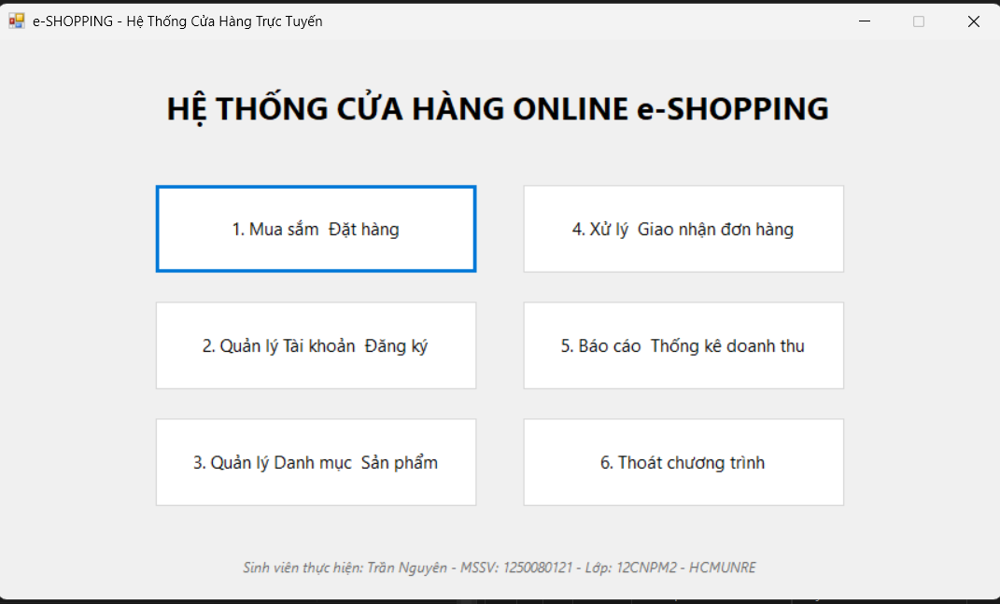 e-SHOPPING - Hệ Thống Cửa Hàng Trực Tuyến
HỆ THỐNG CỬA HÀNG ONLINE e-SHOPPING
1. Mua sắm  Đặt hàng
4. Xử lý  Giao nhận đơn hàng
2. Quản lý Tài khoản  Đăng ký
5. Báo cáo  Thống kê doanh thu
3. Quản lý Danh mục  Sản phẩm
6. Thoát chương trình
Sinh viên thực hiện: Trần Nguyên - MSSV: 1250080121 - Lớp: 12CNPM2 - HCMUNRE